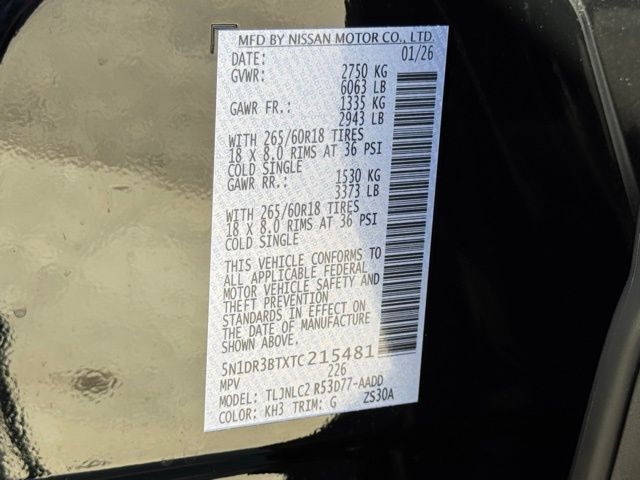 MFD BY NISSAN MOTOR CO., LTD.
DATE: 01/26
GVWR: 2750 KG
6063 LB
GAWR FR.: 1335 KG
2943 LB
WITH 265/60R18 TIRES
18 X 8.0 RIMS AT 36 PSI
COLD SINGLE
GAWR RR.: 1530 KG
3373 LB
WITH 265/60R18 TIRES
18 X 8.0 RIMS AT 36 PSI
COLD SINGLE
THIS VEHICLE CONFORMS TO
ALL APPLICABLE FEDERAL
MOTOR VEHICLE SAFETY AND
THEFT PREVENTION
STANDARDS IN EFFECT ON
THE DATE OF MANUFACTURE
SHOWN ABOVE.
5N1DR3BTXTC215481
MPV 226
MODEL: TLJNLC2 R53D77-AADD
COLOR: KH3 TRIM: G ZS30A